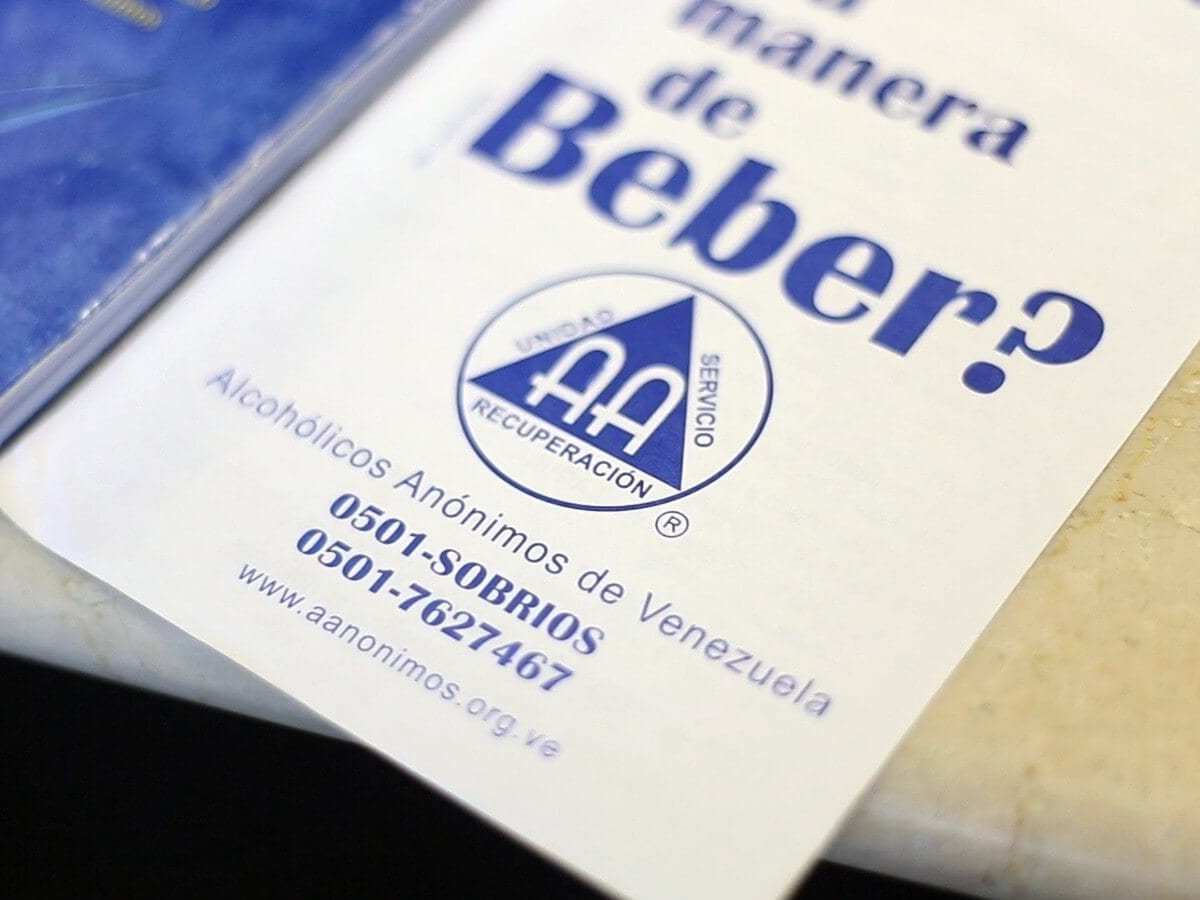 manera
de
Beber?
UNIDAD
SERVICIO
AA
RECUPERACIÓN
®
Alcohólicos Anónimos de Venezuela
0501-SOBRIOS
0501-7627467
www.aanonimos.org.ve